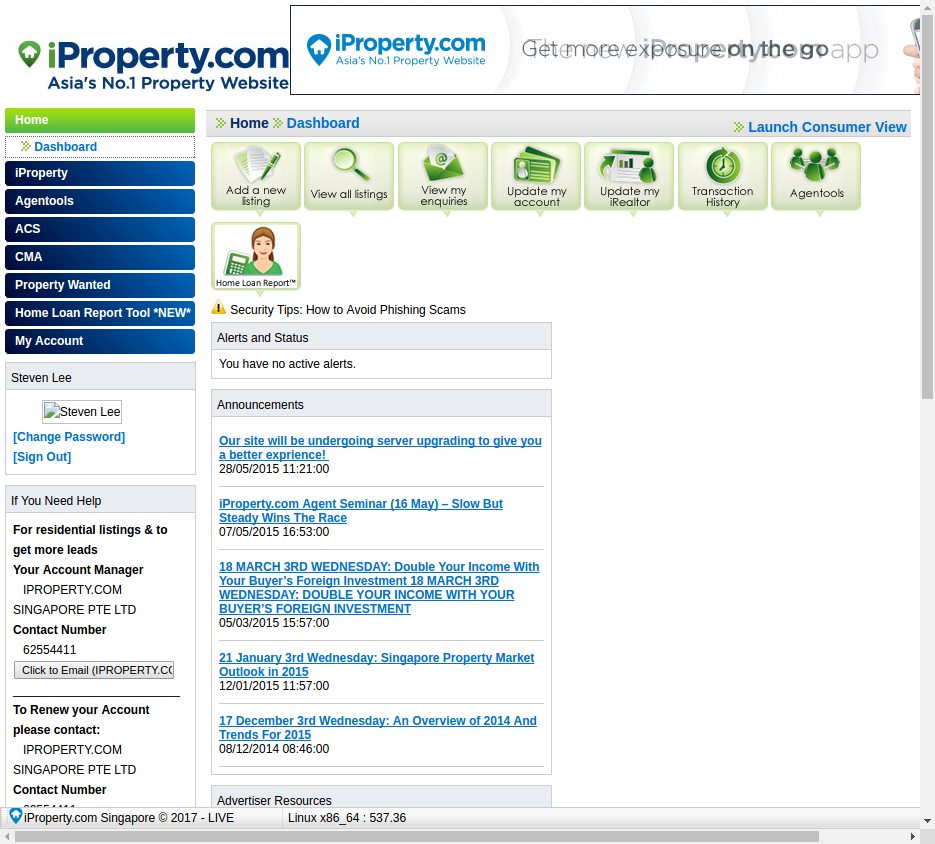 iProperty.com
Asia's No.1 Property Website
iProperty.com
Asia's No.1 Property Website
Get more exposure on the go
The new iProperty.com app
Home
Dashboard
iProperty
Agentools
ACS
CMA
Property Wanted
Home Loan Report Tool *NEW*
My Account
Steven Lee
Steven Lee
[Change Password]
[Sign Out]
If You Need Help
For residential listings & to
get more leads
Your Account Manager
IPROPERTY.COM
SINGAPORE PTE LTD
Contact Number
62554411
Click to Email (IPROPERTY.CO
To Renew your Account
please contact:
IPROPERTY.COM
SINGAPORE PTE LTD
Contact Number
62554411
Home Dashboard
Launch Consumer View
Add a new
listing
View all listings
View my
enquiries
Update my
account
Update my
iRealtor
Transaction
History
Agentools
Home Loan Report™
Security Tips: How to Avoid Phishing Scams
Alerts and Status
You have no active alerts.
Announcements
Our site will be undergoing server upgrading to give you
a better exprience!
28/05/2015 11:21:00
iProperty.com Agent Seminar (16 May) – Slow But
Steady Wins The Race
07/05/2015 16:53:00
18 MARCH 3RD WEDNESDAY: Double Your Income With
Your Buyer’s Foreign Investment 18 MARCH 3RD
WEDNESDAY: DOUBLE YOUR INCOME WITH YOUR
BUYER’S FOREIGN INVESTMENT
05/03/2015 15:57:00
21 January 3rd Wednesday: Singapore Property Market
Outlook in 2015
12/01/2015 11:57:00
17 December 3rd Wednesday: An Overview of 2014 And
Trends For 2015
08/12/2014 08:46:00
Advertiser Resources
iProperty.com Singapore © 2017 - LIVE
Linux x86_64 : 537.36